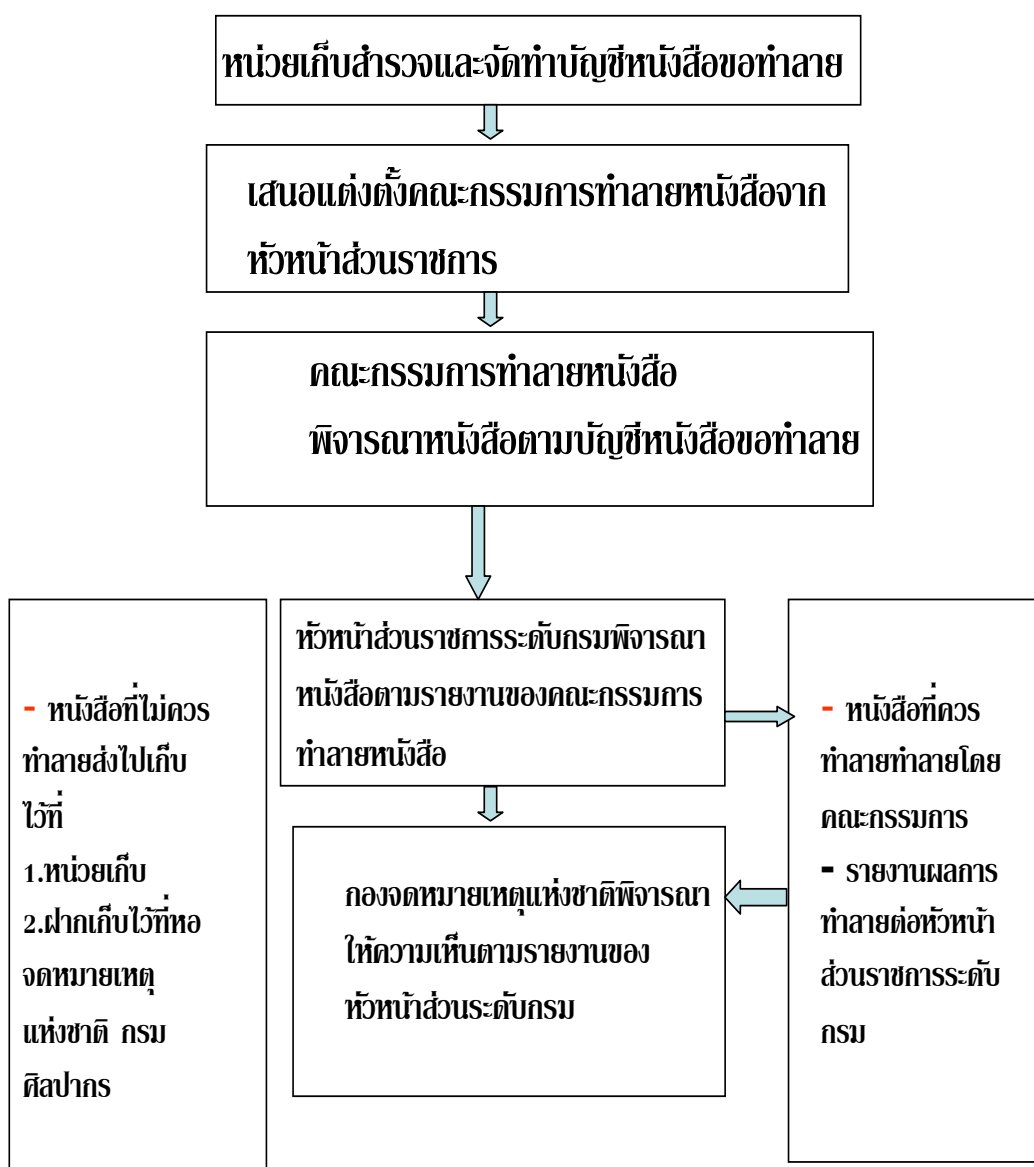 หน่วยเก็บสำรวจและจัดทำบัญชีหนังสือขอทำลาย
เสนอแต่งตั้งคณะกรรมการทำลายหนังสือจาก
หัวหน้าส่วนราชการ
คณะกรรมการทำลายหนังสือ
พิจารณาหนังสือตามบัญชีหนังสือขอทำลาย
หัวหน้าส่วนราชการระดับกรมพิจารณา
หนังสือตามรายงานของคณะกรรมการ
ทำลายหนังสือ
- หนังสือที่ไม่ควร
ทำลายส่งไปเก็บ
ไว้ที่
1.หน่วยเก็บ
2.ฝากเก็บไว้ที่หอ
จดหมายเหตุ
แห่งชาติ กรม
ศิลปากร
กองจดหมายเหตุแห่งชาติพิจารณา
ให้ความเห็นตามรายงานของ
หัวหน้าส่วนระดับกรม
- หนังสือที่ควร
ทำลายทำลายโดย
คณะกรรมการ
- รายงานผลการ
ทำลายต่อหัวหน้า
ส่วนราชการระดับ
กรม